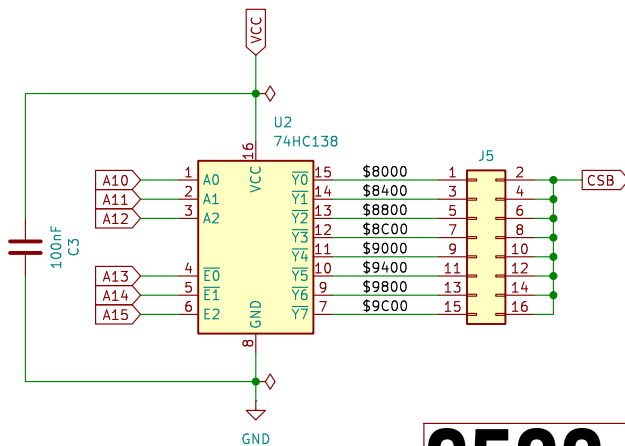 VCC
U2
74HC138
16
VCC
J5
A10 1 A0 Y0 15 $8000 1 2 CSB
A11 2 A1 Y1 14 $8400 3 4
A12 3 A2 Y2 13 $8800 5 6
Y3 12 $8C00 7 8
Y4 11 $9000 9 10
A13 4 E0 Y5 10 $9400 11 12
A14 5 E1 Y6 9 $9800 13 14
A15 6 E2 Y7 7 $9C00 15 16
100nF
C3
GND
8
GND